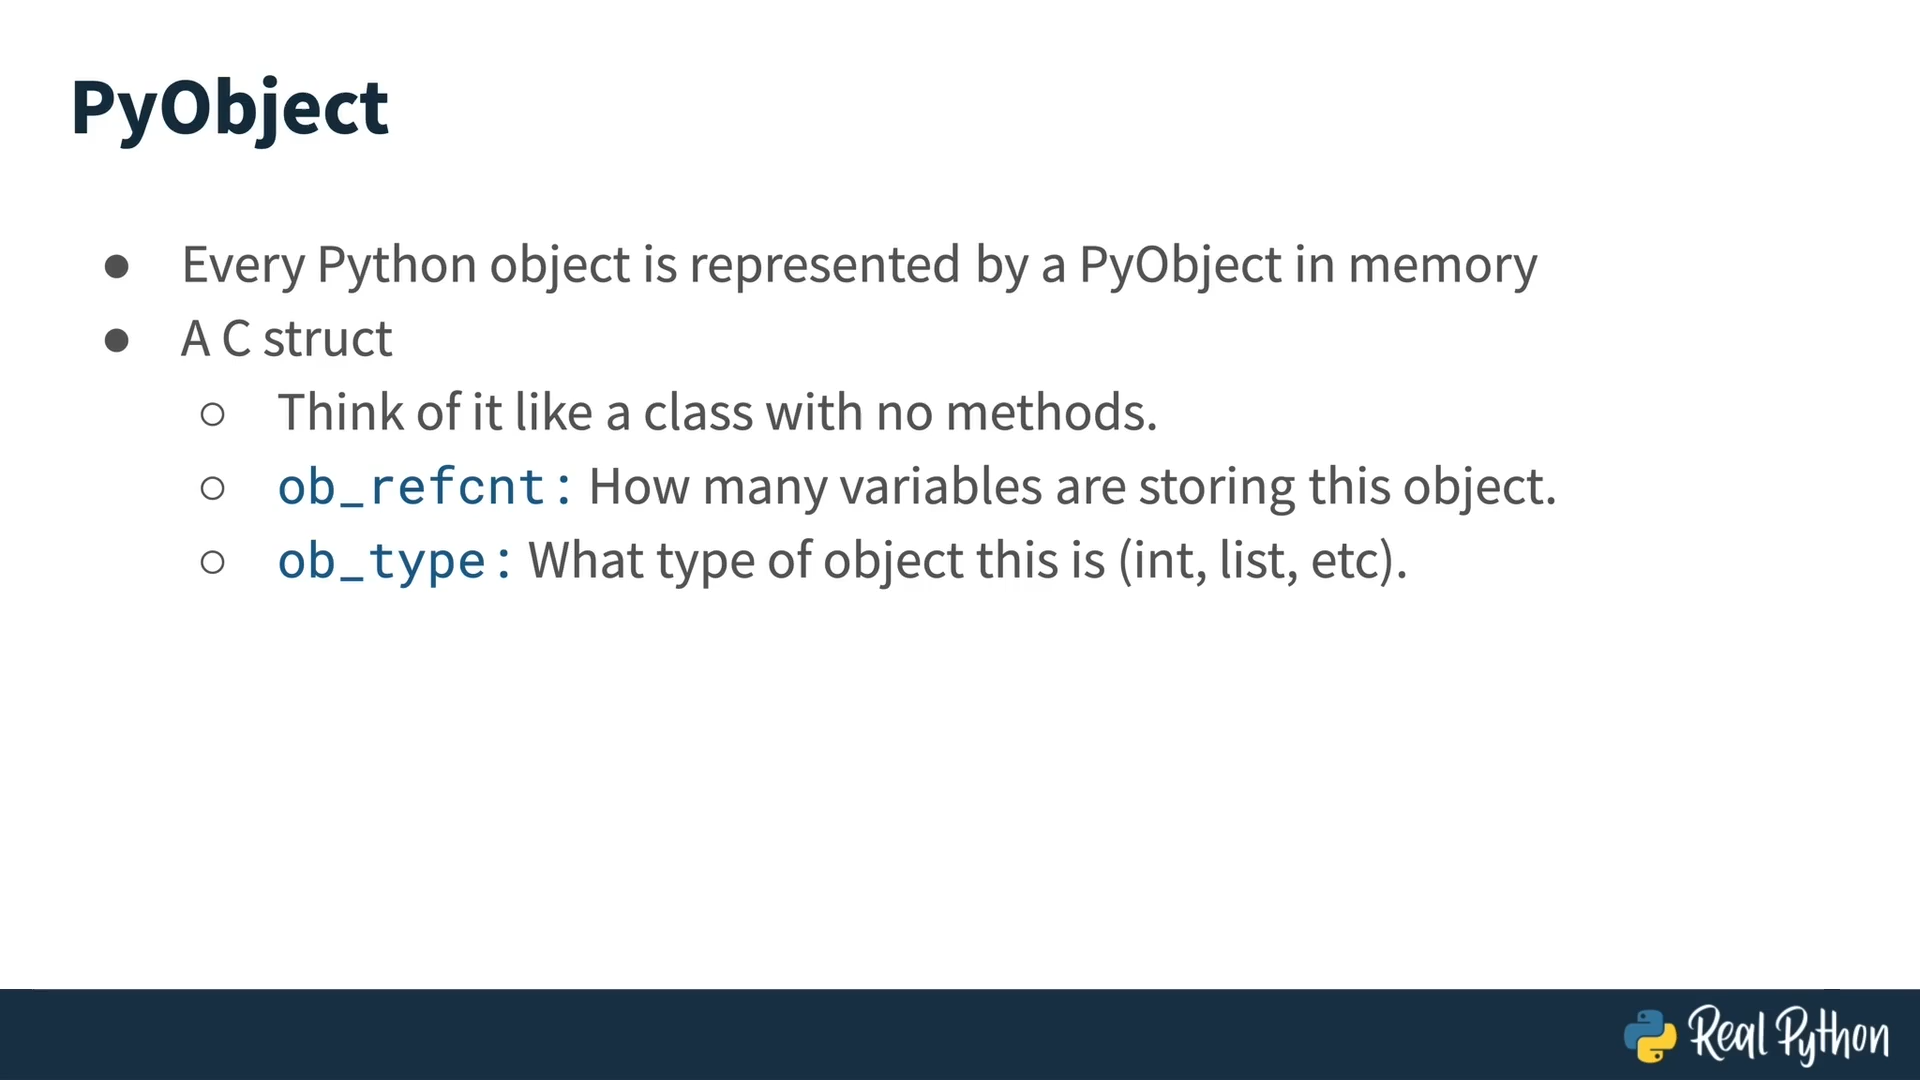 PyObject
● Every Python object is represented by a PyObject in memory
● A C struct
○ Think of it like a class with no methods.
○ ob_refcnt: How many variables are storing this object.
○ ob_type: What type of object this is (int, list, etc).
Real Python